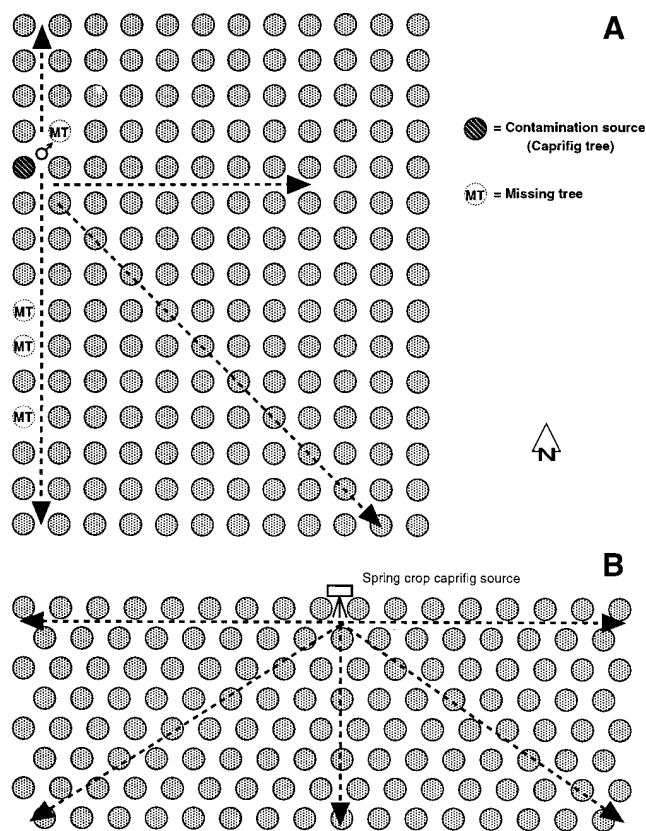 A
MT
= Contamination source
(Caprifig tree)
MT = Missing tree
MT
MT
MT
N
B
Spring crop caprifig source